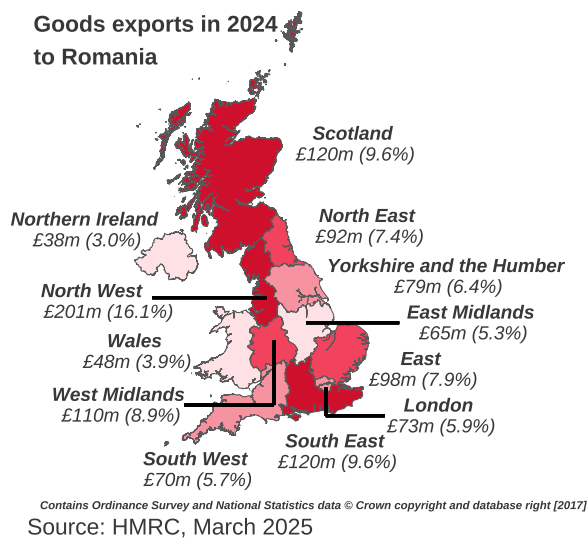 Goods exports in 2024
to Romania
Scotland
£120m (9.6%)
Northern Ireland
£38m (3.0%)
North East
£92m (7.4%)
Yorkshire and the Humber
£79m (6.4%)
North West
£201m (16.1%)
East Midlands
£65m (5.3%)
Wales
£48m (3.9%)
East
£98m (7.9%)
West Midlands
£110m (8.9%)
London
£73m (5.9%)
South East
£120m (9.6%)
South West
£70m (5.7%)
Contains Ordinance Survey and National Statistics data © Crown copyright and database right [2017]
Source: HMRC, March 2025